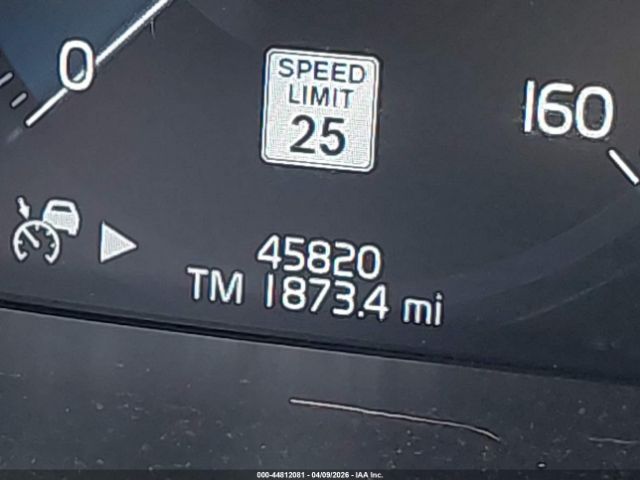 0
SPEED
LIMIT
25
160
45820
TM 1873.4 mi
000-44812081 - 04/09/2026 - IAA Inc.